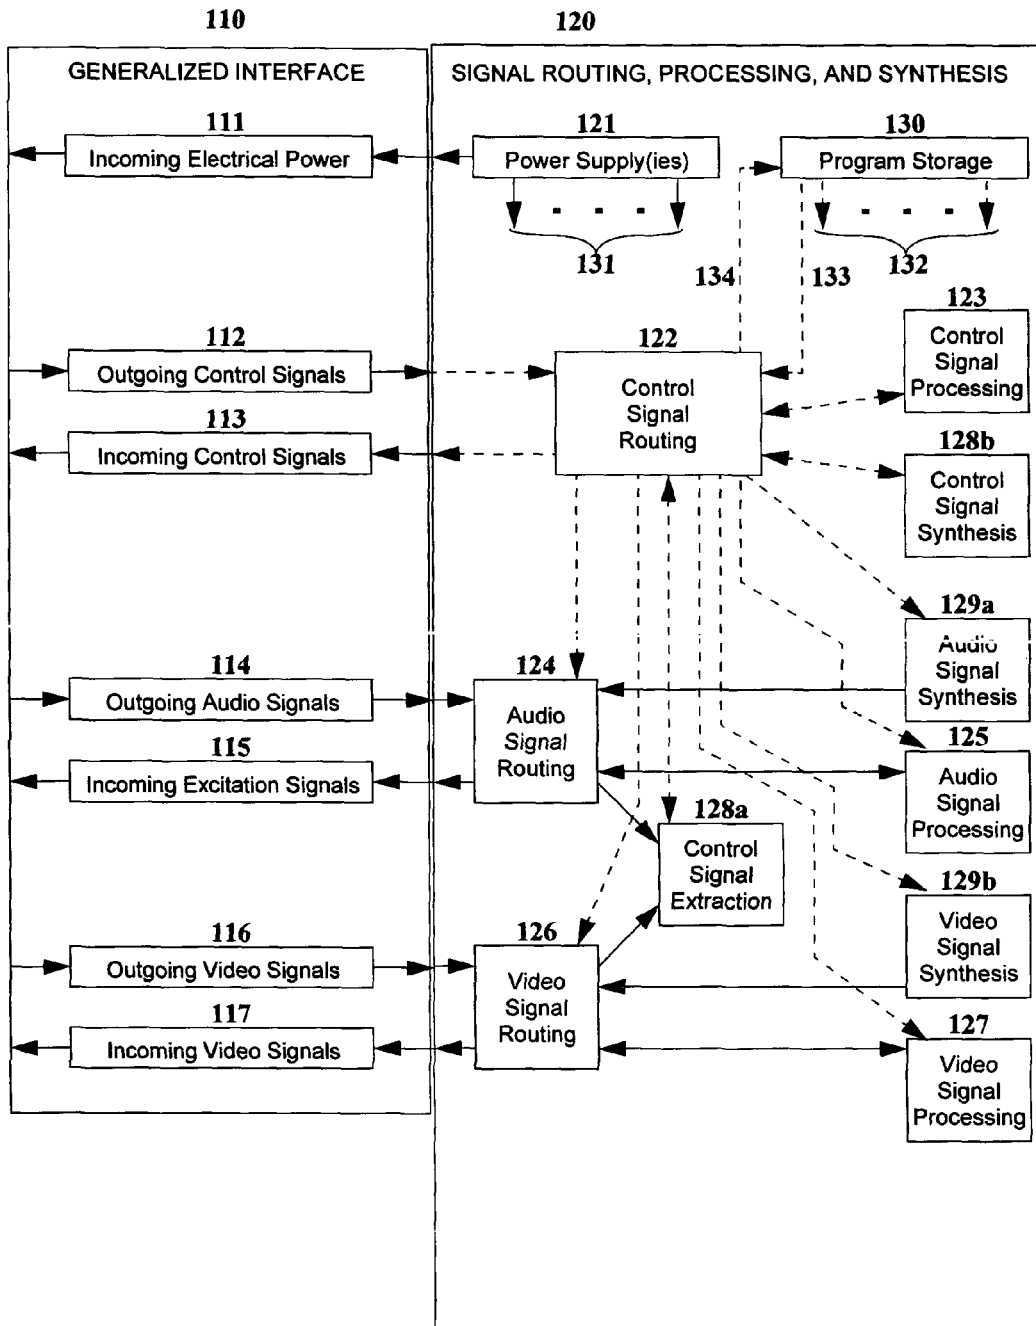 110
120
GENERALIZED INTERFACE
SIGNAL ROUTING, PROCESSING, AND SYNTHESIS
111
121
130
Incoming Electrical Power
Power Supply(ies)
Program Storage
131
132
134
133
123
Control
Signal
Processing
112
122
Outgoing Control Signals
Control
Signal
Routing
113
Incoming Control Signals
128b
Control
Signal
Synthesis
129a
Audio
Signal
Synthesis
114
124
Outgoing Audio Signals
Audio
Signal
Routing
115
Incoming Excitation Signals
125
Audio
Signal
Processing
128a
Control
Signal
Extraction
129b
Video
Signal
Synthesis
116
126
Outgoing Video Signals
Video
Signal
Routing
117
Incoming Video Signals
127
Video
Signal
Processing